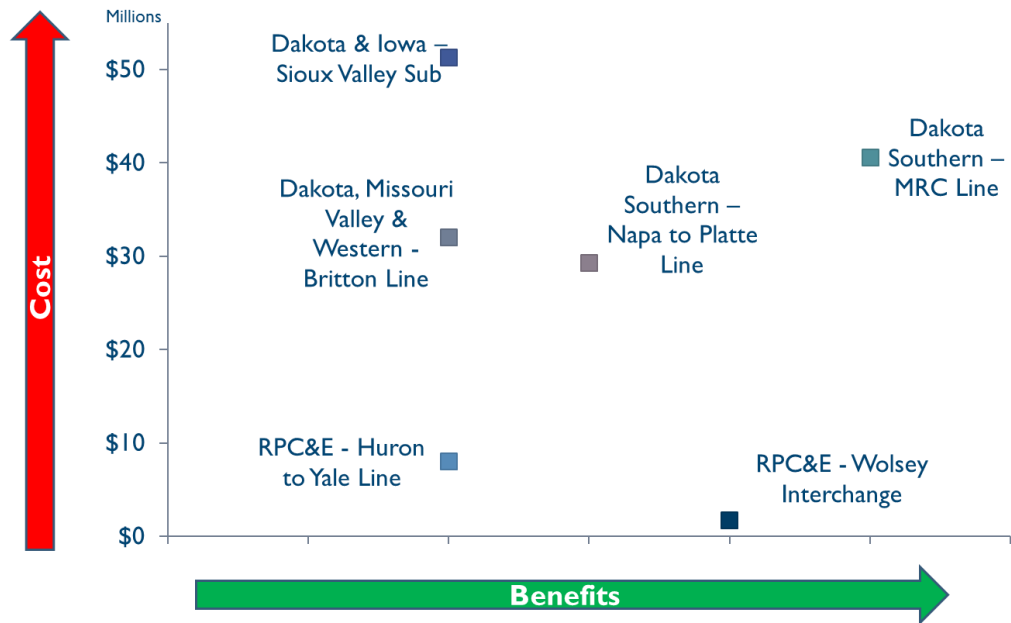 Millions
Dakota & Iowa –
Sioux Valley Sub
$50
Dakota
Southern –
MRC Line
$40
Dakota, Missouri
Valley &
Western -
Britton Line
Dakota
Southern –
Napa to Platte
Line
$30
Cost
$20
$10
RPC&E - Huron
to Yale Line
RPC&E - Wolsey
Interchange
$0
Benefits